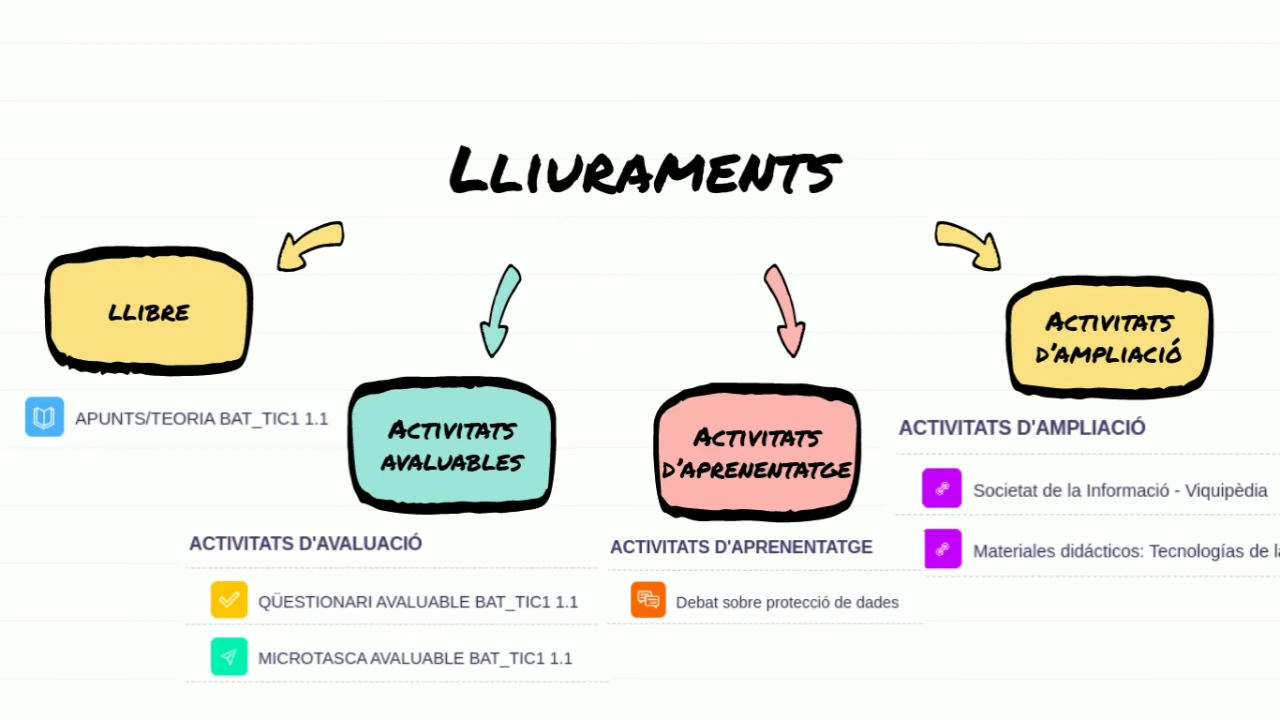 LLIURAMENTS
LLIBRE
APUNTS/TEORIA BAT_TIC1 1.1
ACTIVITATS
AVALUABLES
ACTIVITATS D'AVALUACIÓ
QÜESTIONARI AVALUABLE BAT_TIC1 1.1
MICROTASCA AVALUABLE BAT_TIC1 1.1
ACTIVITATS
D'APRENENTATGE
ACTIVITATS D'APRENENTATGE
Debat sobre protecció de dades
ACTIVITATS
D'AMPLIACIÓ
ACTIVITATS D'AMPLIACIÓ
Societat de la Informació - Viquipèdia
Materiales didácticos: Tecnologías de la